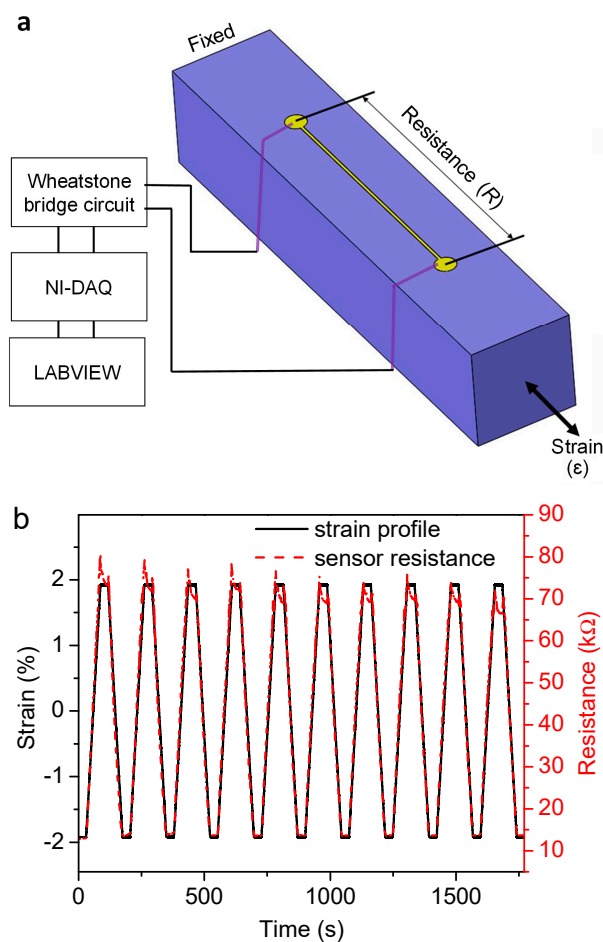 a
Fixed
Resistance (R)
Wheatstone
bridge circuit
NI-DAQ
LABVIEW
Strain
(ε)
b
strain profile
sensor resistance
Strain (%)
2
1
0
-1
-2
0
500
1000
1500
Time (s)
90
80
70
60
50
40
30
20
10
Resistance (kΩ)